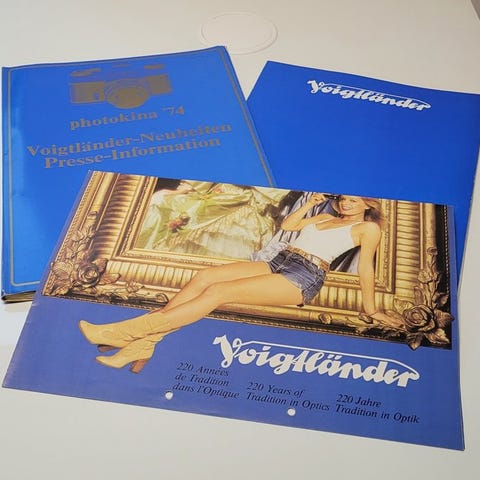 photokina '74
Voigtländer-Neuheiten
Presse-Information
Voigtländer
Voigtländer
220 Années
de Tradition
dans l'Optique
220 Years of
Tradition in Optics
220 Jahre
Tradition in Optik